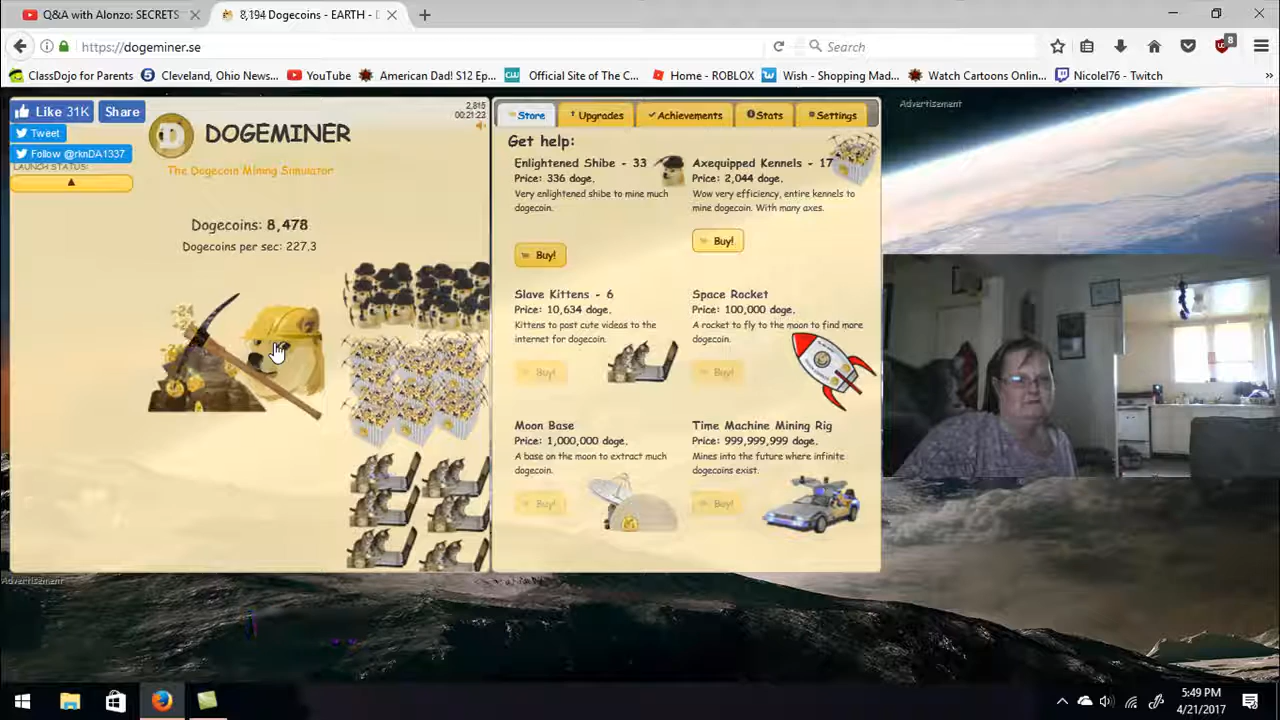 Q&A with Alonzo: SECRETS
8,194 Dogecoins - EARTH - D
https://dogeminer.se
Search
8
ClassDojo for Parents
Cleveland, Ohio News...
YouTube
American Dad! S12 Ep...
Official Site of The C...
Home - ROBLOX
Wish - Shopping Mad...
Watch Cartoons Onlin...
Nicolel76 - Twitch
Like 31K
Share
Tweet
Follow @rknDA1337
LAUNCH STATUS:
DOGEMINER
The Dogecoin Mining Simulator
2,815
00:21:23
Dogecoins: 8,478
Dogecoins per sec: 227.3
+24
Store
Upgrades
Achievements
Stats
Settings
Get help:
Enlightened Shibe - 33
Price: 336 doge.
Very enlightened shibe to mine much
dogecoin.
Buy!
Axequipped Kennels - 17
Price: 2,044 doge.
Wow very efficiency, entire kennels to
mine dogecoin. With many axes.
Buy!
Slave Kittens - 6
Price: 10,634 doge.
Kittens to post cute videos to the
internet for dogecoin.
Buy!
Space Rocket
Price: 100,000 doge.
A rocket to fly to the moon to find more
dogecoin.
Buy!
Moon Base
Price: 1,000,000 doge.
A base on the moon to extract much
dogecoin.
Buy!
Time Machine Mining Rig
Price: 999,999,999 doge.
Mines into the future where infinite
dogecoins exist.
Buy!
Advertisement
Advertisement
5:49 PM
4/21/2017